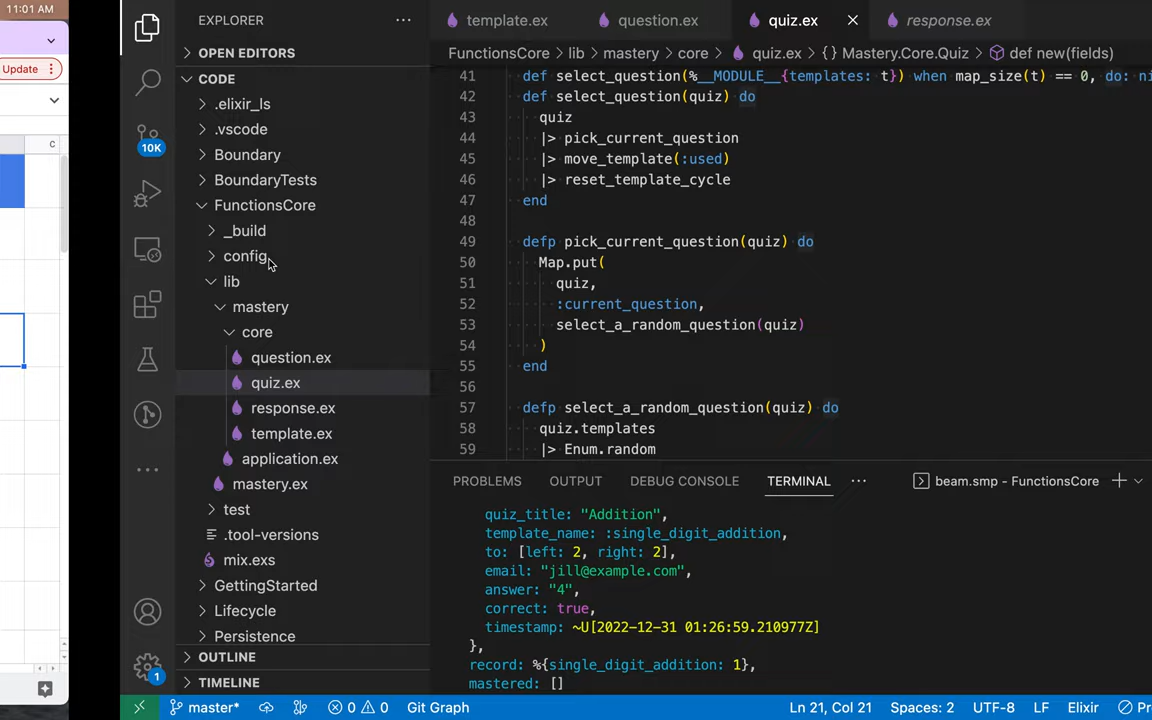 11:01 AM
Update
C
EXPLORER
OPEN EDITORS
CODE
.elixir_ls
.vscode
Boundary
BoundaryTests
FunctionsCore
_build
config
lib
mastery
core
question.ex
quiz.ex
response.ex
template.ex
application.ex
mastery.ex
test
.tool-versions
mix.exs
GettingStarted
Lifecycle
Persistence
OUTLINE
TIMELINE
10K
1
template.ex question.ex quiz.ex response.ex
FunctionsCore > lib > mastery > core > quiz.ex > {} Mastery.Core.Quiz > def new(fields)
41 def select_question(%__MODULE__{templates: t}) when map_size(t) == 0, do: ni
42 def select_question(quiz) do
43 quiz
44 |> pick_current_question
45 |> move_template(:used)
46 |> reset_template_cycle
47 end
48
49 defp pick_current_question(quiz) do
50 Map.put(
51 quiz,
52 :current_question,
53 select_a_random_question(quiz)
54 )
55 end
56
57 defp select_a_random_question(quiz) do
58 quiz.templates
59 |> Enum.random
PROBLEMS OUTPUT DEBUG CONSOLE TERMINAL beam.smp - FunctionsCore
quiz_title: "Addition",
template_name: :single_digit_addition,
to: [left: 2, right: 2],
email: "jill@example.com",
answer: "4",
correct: true,
timestamp: ~U[2022-12-31 01:26:59.210977Z]
},
record: %{single_digit_addition: 1},
mastered: []
master* 0 0 Git Graph Ln 21, Col 21 Spaces: 2 UTF-8 LF Elixir Pr